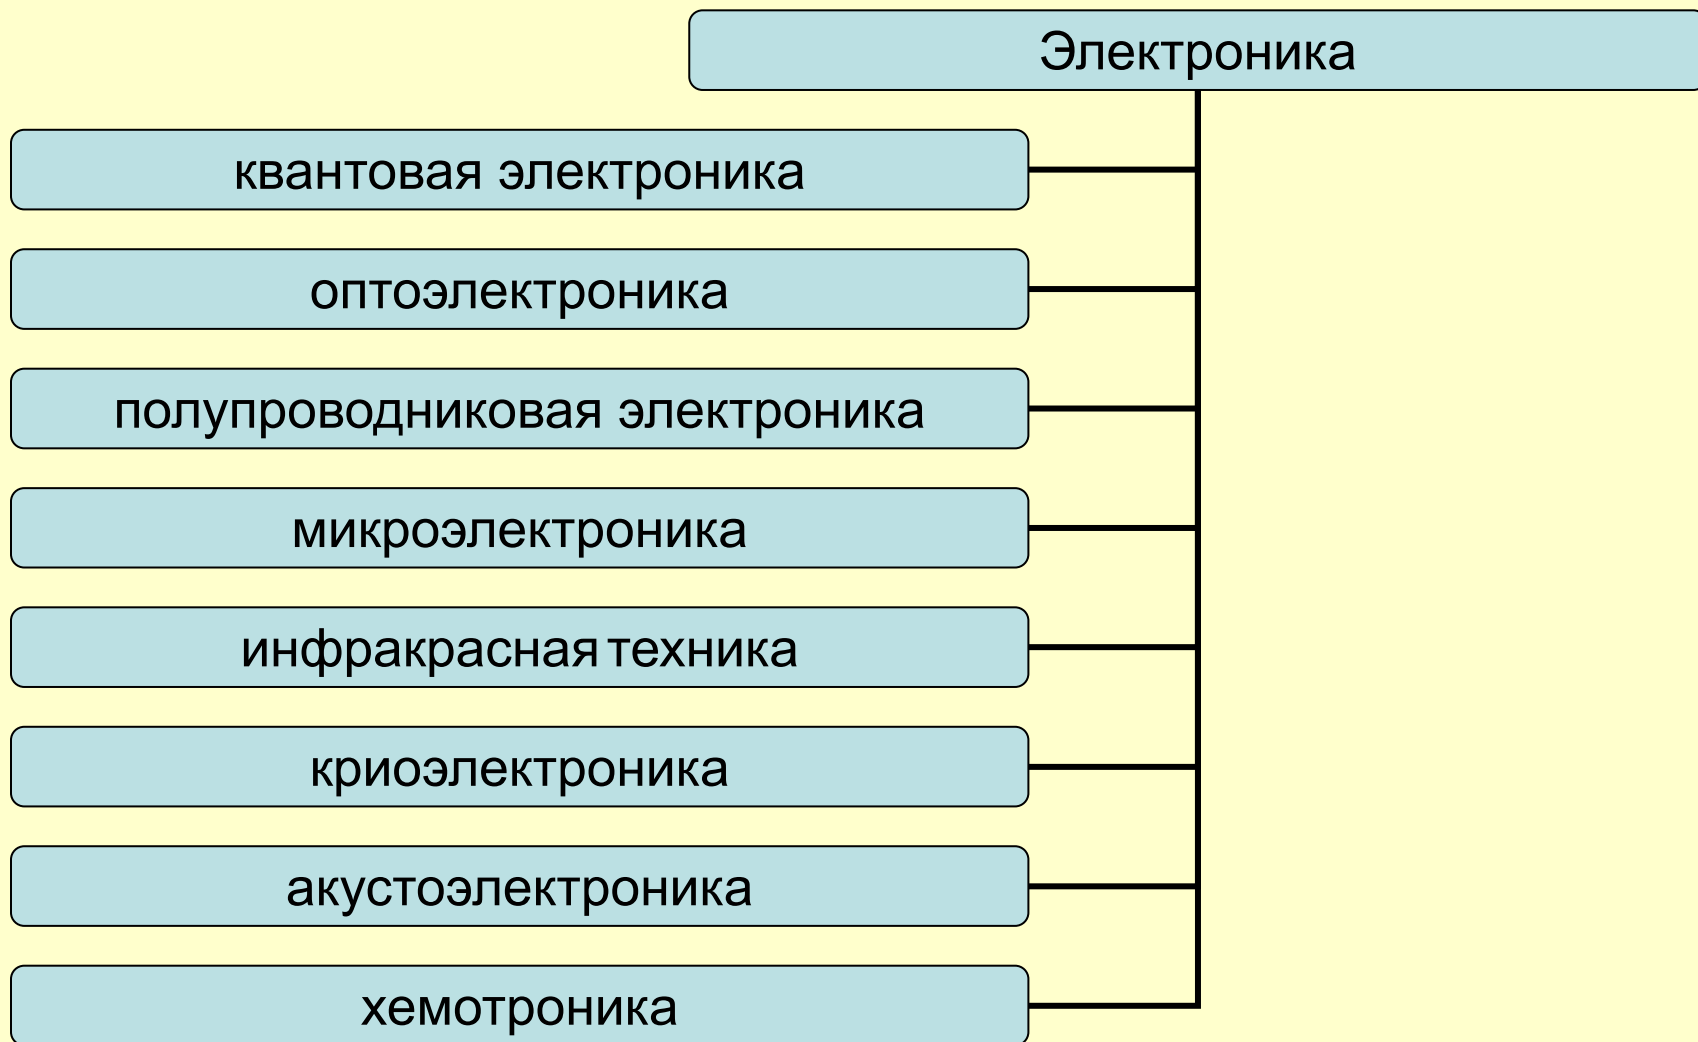 Электроника
квантовая электроника
оптоэлектроника
полупроводниковая электроника
микроэлектроника
инфракрасная техника
криоэлектроника
акустоэлектроника
хемотроника